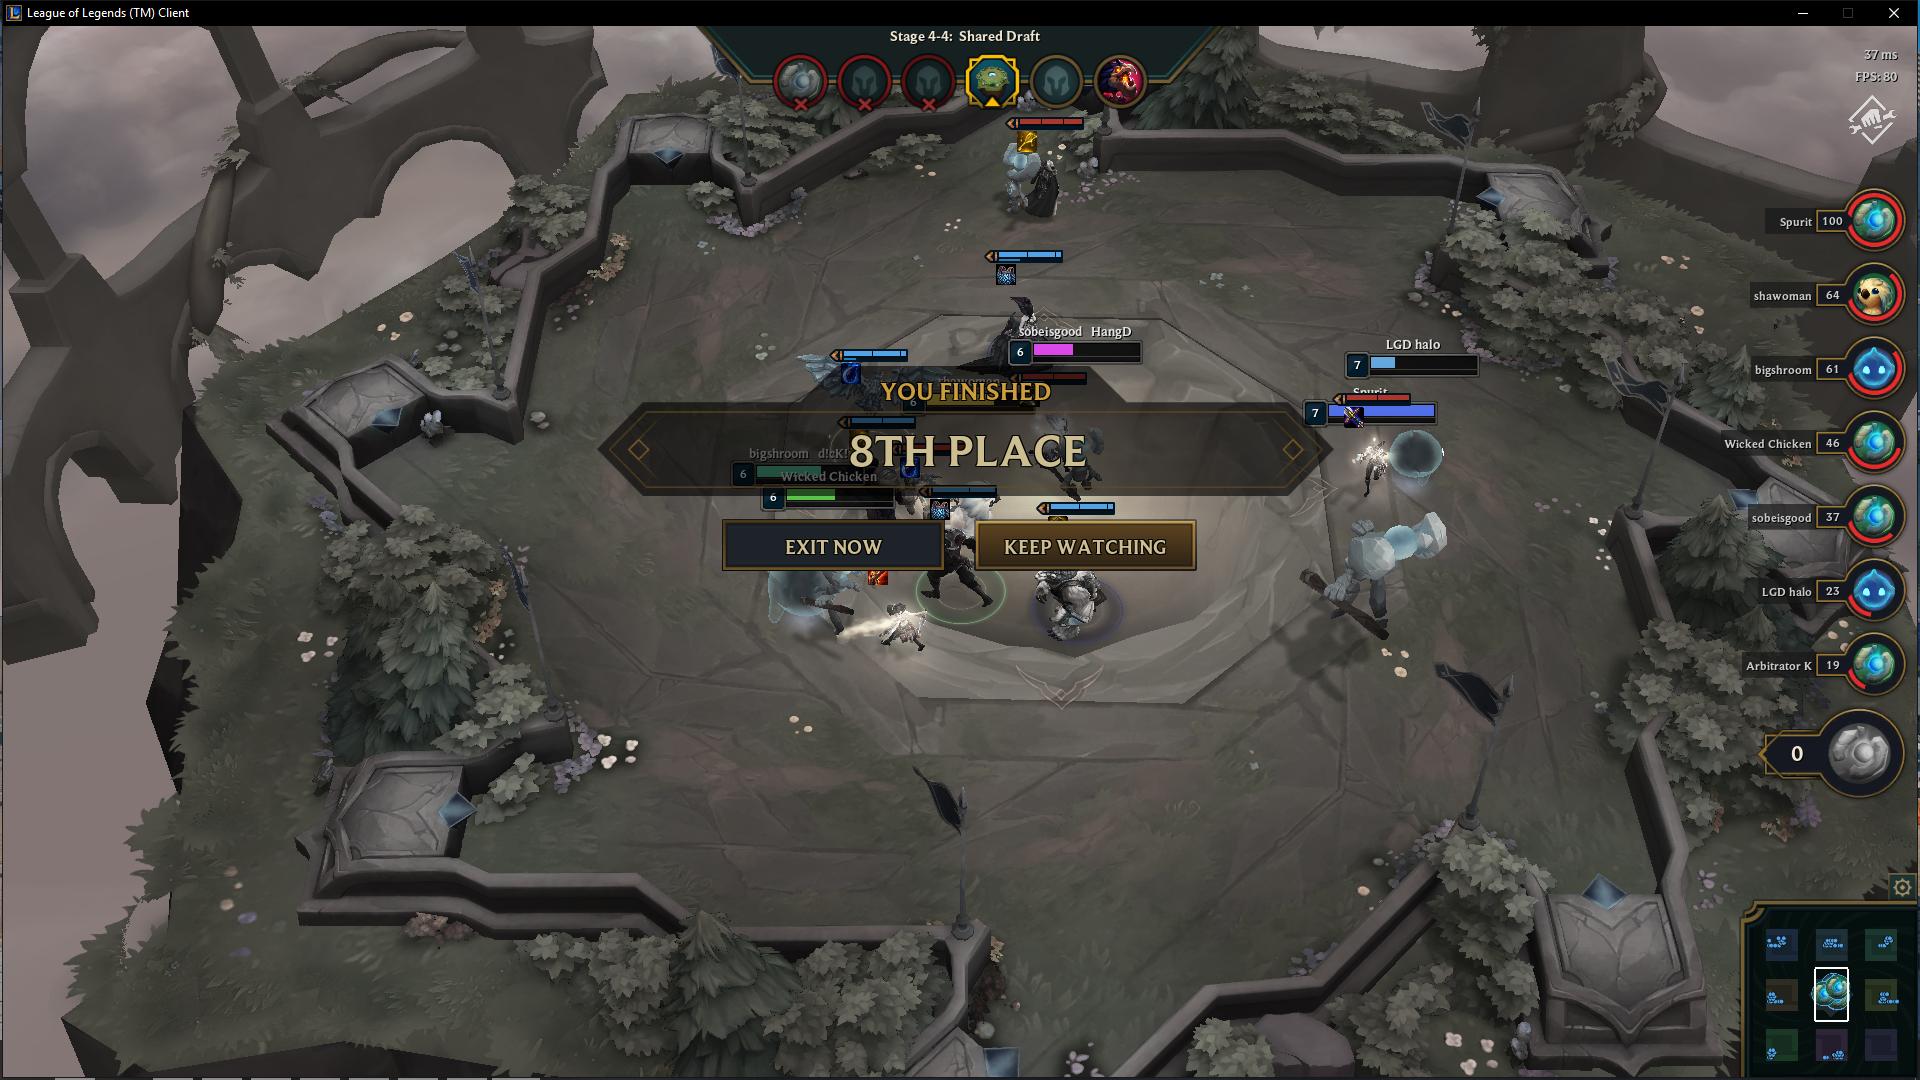 League of Legends (TM) Client
Stage 4-4: Shared Draft
37 ms
FPS: 80
Spurit 100
shawoman 64
sobeisgood HangD
6
LGD halo
7
bigshroom 61
YOU FINISHED
Spurit
7
8TH PLACE
bigshroom
6
Wicked Chicken
6
Wicked Chicken 46
sobeisgood 37
EXIT NOW
KEEP WATCHING
LGD halo 23
Arbitrator K 19
0